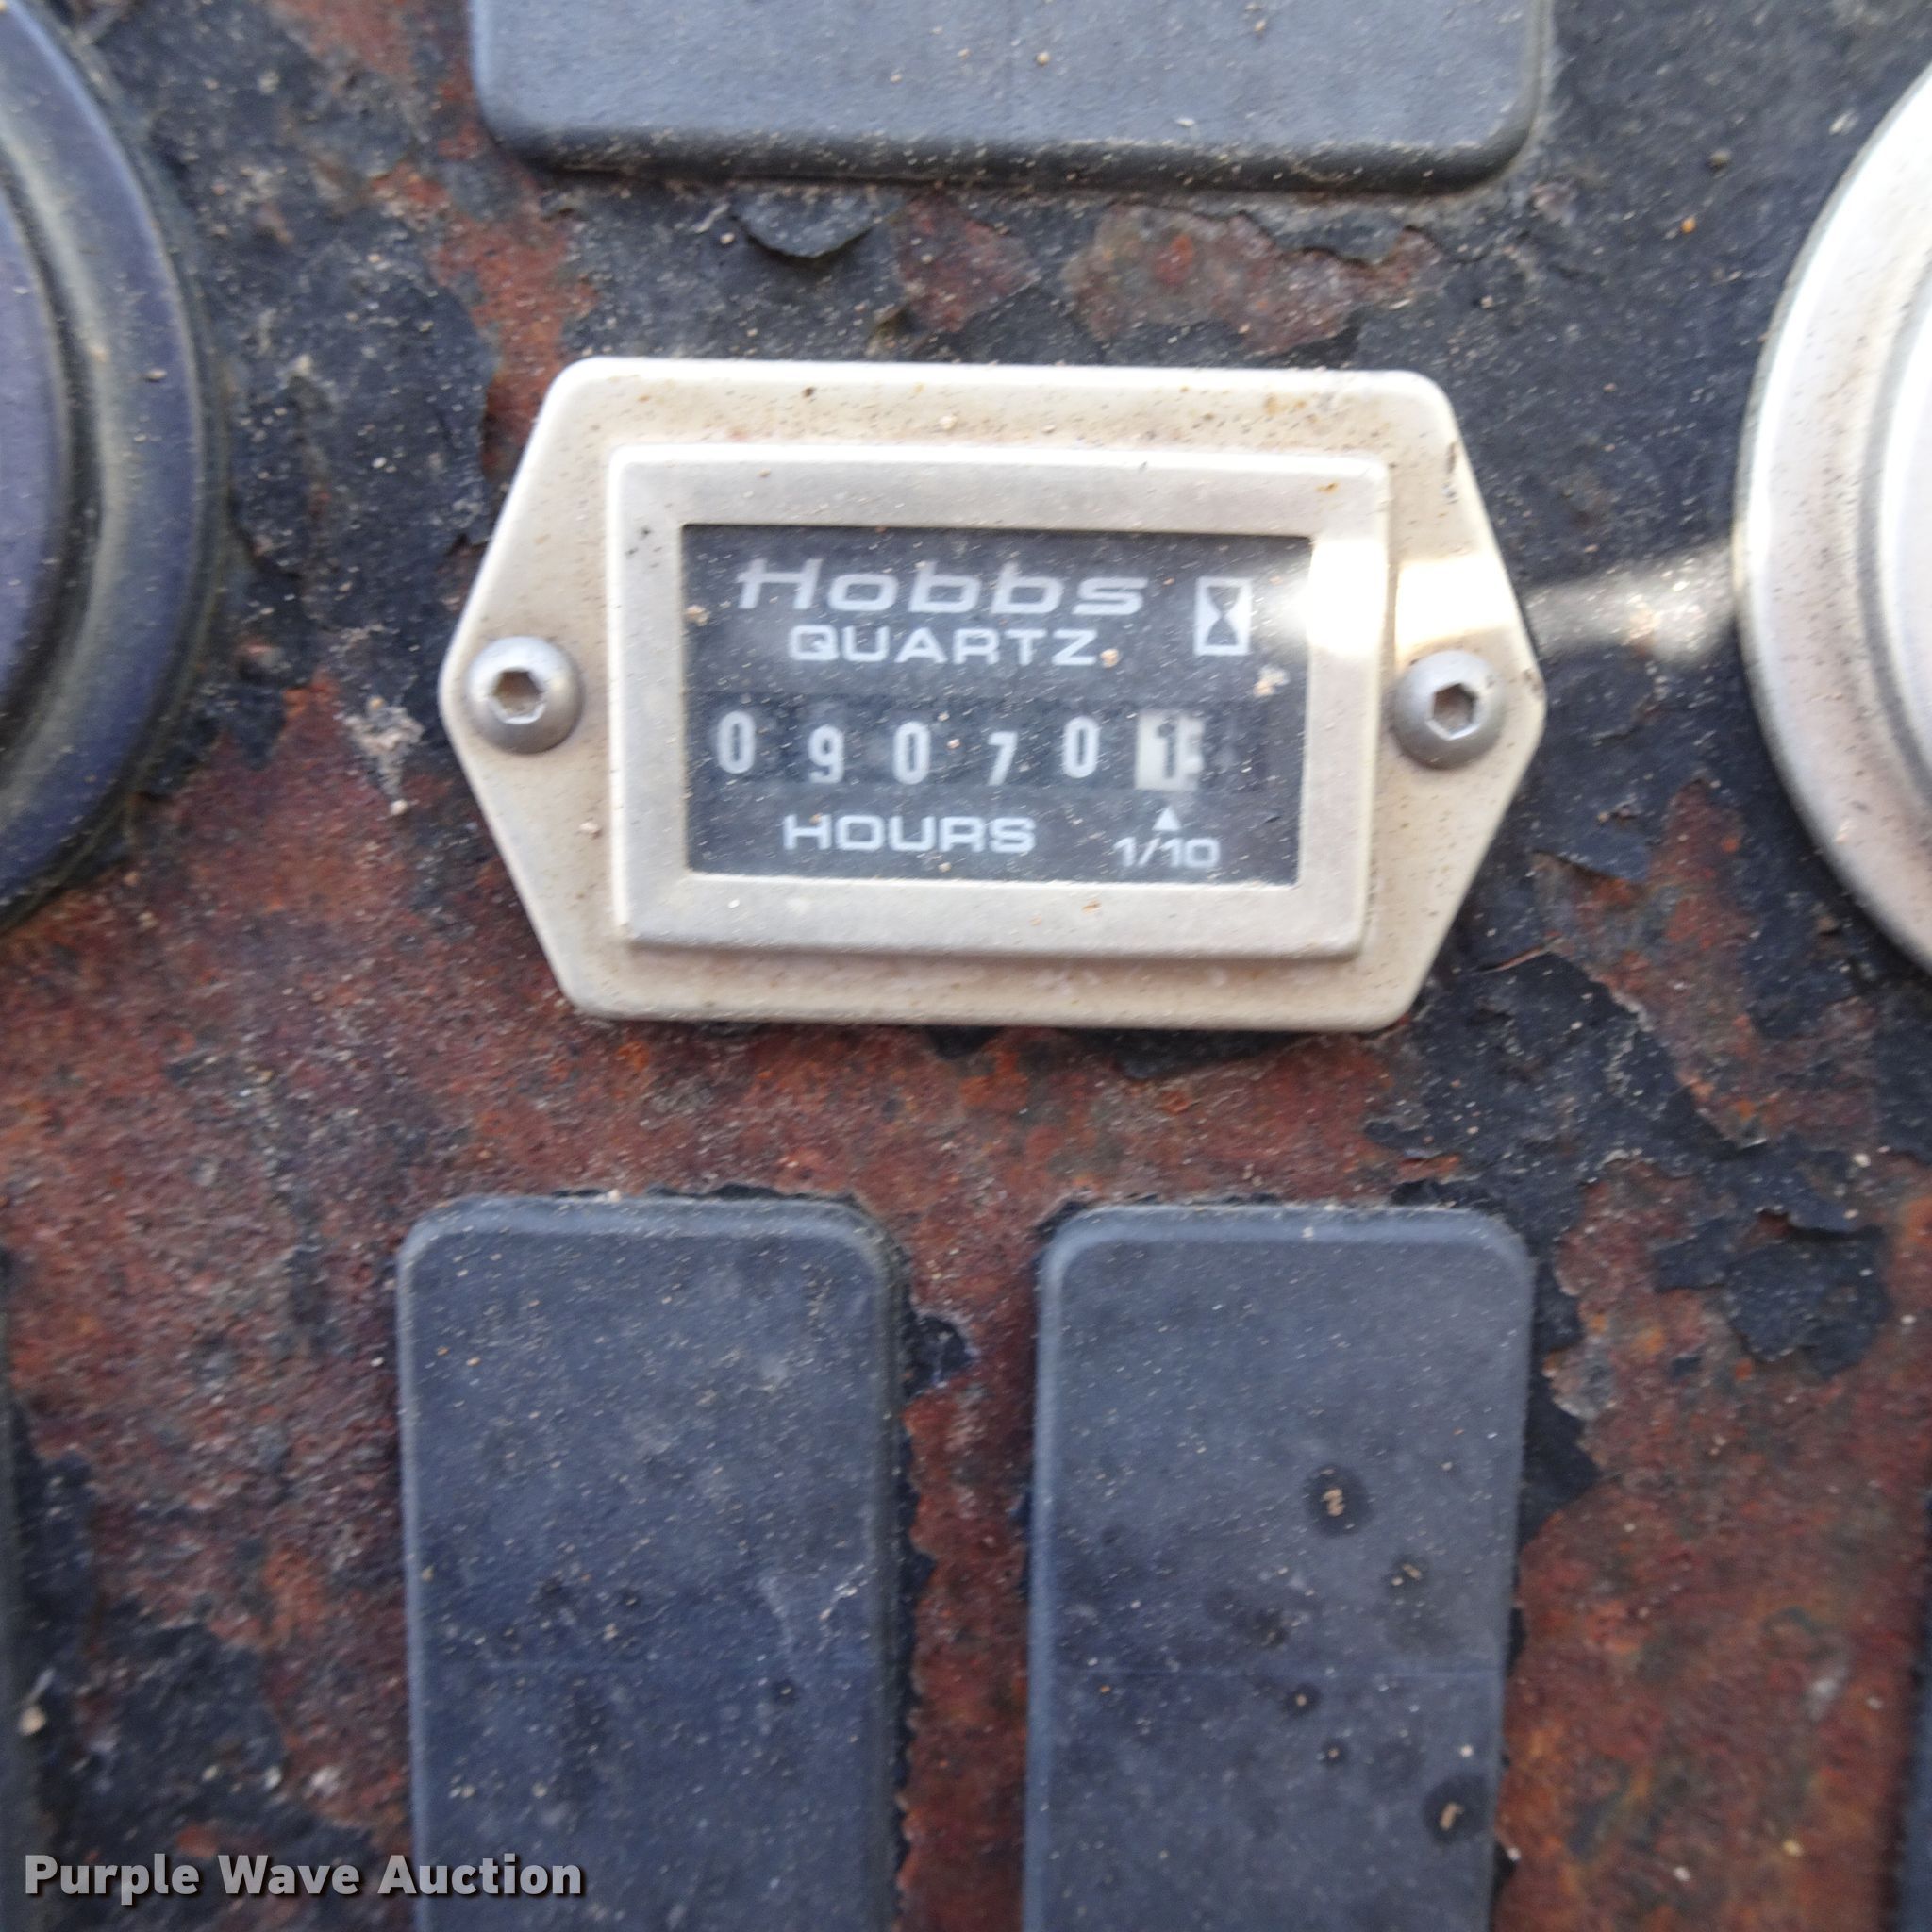 Hobbs
QUARTZ
0 9 0 7 0 1
HOURS 1/10
Purple Wave Auction